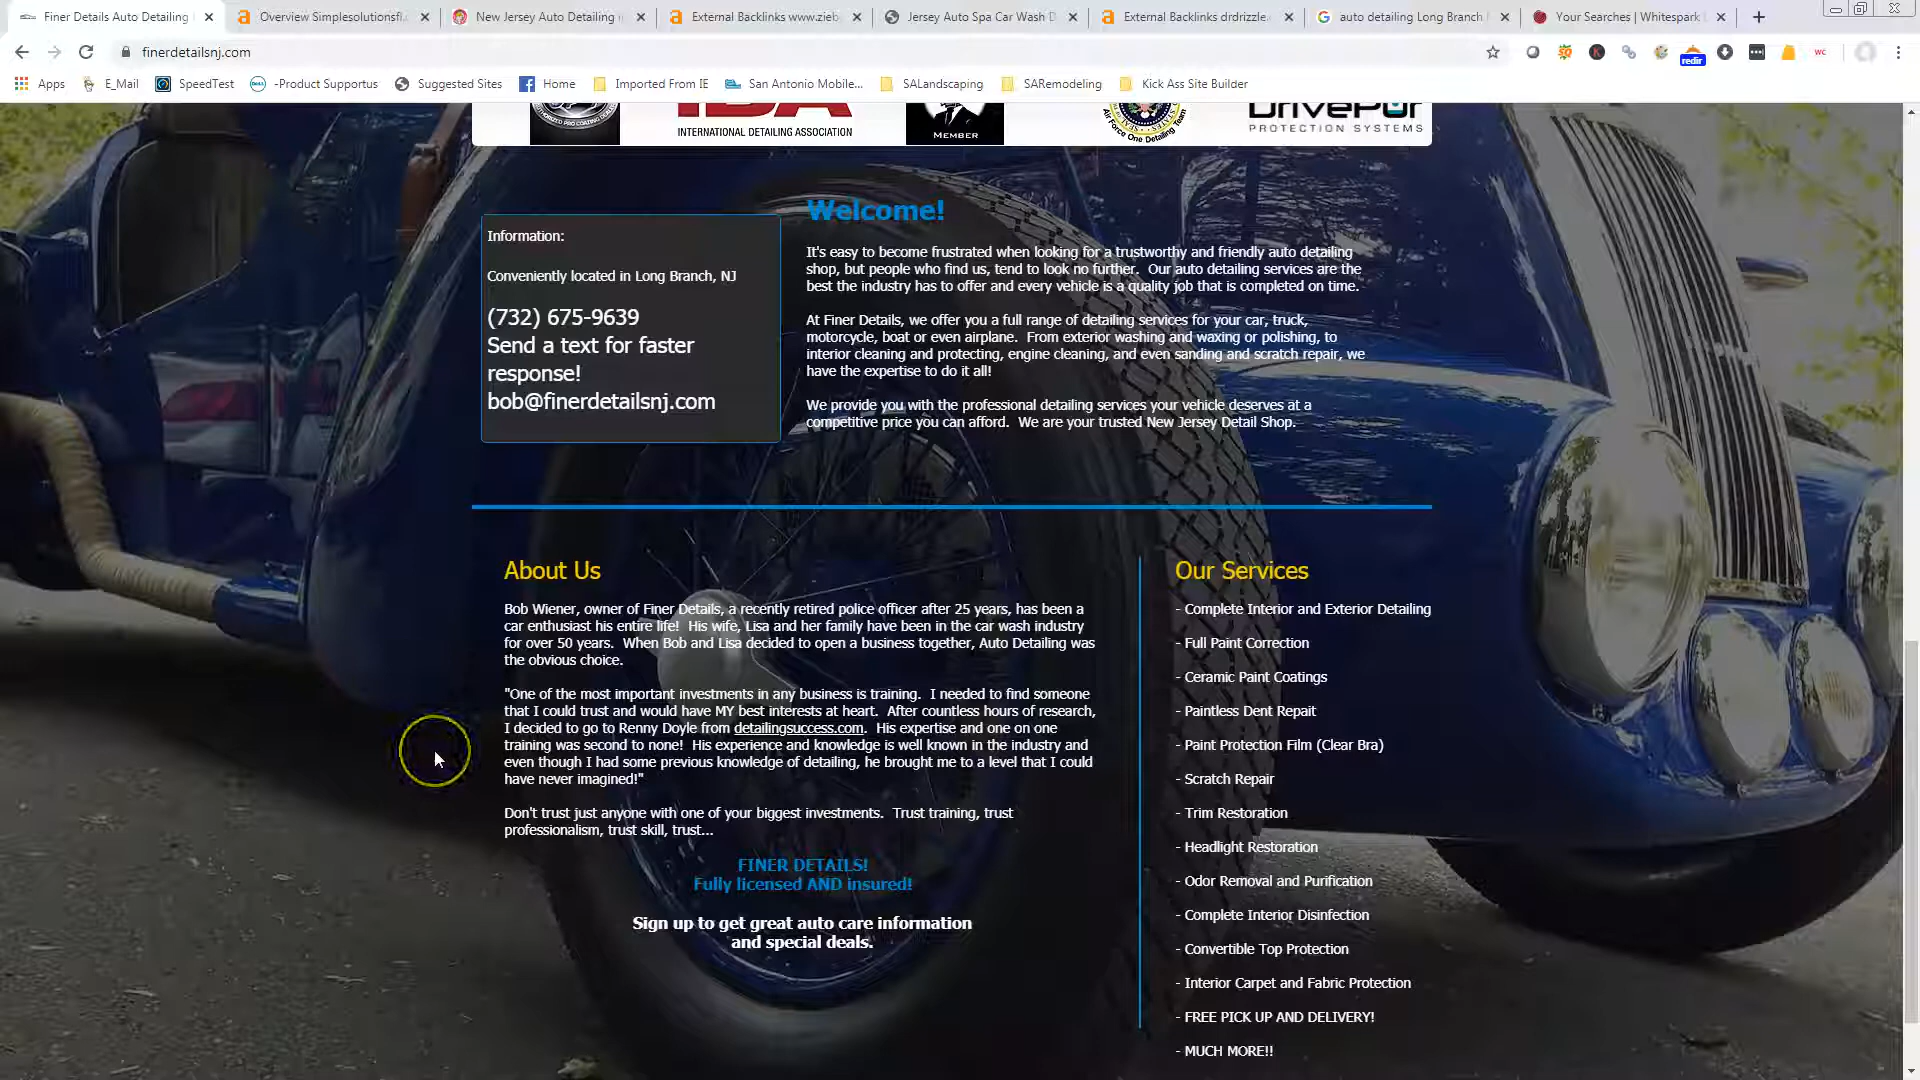 Finer Details Auto Detailing
Overview Simplesolutionsfl.
New Jersey Auto Detailing
External Backlinks www.zieb
Jersey Auto Spa Car Wash D
External Backlinks drdrizzle.
auto detailing Long Branch
Your Searches | Whitespark
finerdetailsnj.com
redir
WC
Apps
E_Mail
SpeedTest
-Product Supportus
Suggested Sites
Home
Imported From IE
San Antonio Mobile...
SALandscaping
SARemodeling
Kick Ass Site Builder
AUTHORIZED PRO COATING DEALER
IDA
INTERNATIONAL DETAILING ASSOCIATION
MEMBER
Air Force One Detailing Team
DrivePur
PROTECTION SYSTEMS
Information:
Conveniently located in Long Branch, NJ
(732) 675-9639
Send a text for faster
response!
bob@finerdetailsnj.com
Welcome!
It's easy to become frustrated when looking for a trustworthy and friendly auto detailing
shop, but people who find us, tend to look no further. Our auto detailing services are the
best the industry has to offer and every vehicle is a quality job that is completed on time.
At Finer Details, we offer you a full range of detailing services for your car, truck,
motorcycle, boat or even airplane. From exterior washing and waxing or polishing, to
interior cleaning and protecting, engine cleaning, and even sanding and scratch repair, we
have the expertise to do it all!
We provide you with the professional detailing services your vehicle deserves at a
competitive price you can afford. We are your trusted New Jersey Detail Shop.
About Us
Bob Wiener, owner of Finer Details, a recently retired police officer after 25 years, has been a
car enthusiast his entire life! His wife, Lisa and her family have been in the car wash industry
for over 50 years. When Bob and Lisa decided to open a business together, Auto Detailing was
the obvious choice.
"One of the most important investments in any business is training. I needed to find someone
that I could trust and would have MY best interests at heart. After countless hours of research,
I decided to go to Renny Doyle from detailingsuccess.com. His expertise and one on one
training was second to none! His experience and knowledge is well known in the industry and
even though I had some previous knowledge of detailing, he brought me to a level that I could
have never imagined!"
Don't trust just anyone with one of your biggest investments. Trust training, trust
professionalism, trust skill, trust...
FINER DETAILS!
Fully licensed AND insured!
Sign up to get great auto care information
and special deals.
Our Services
- Complete Interior and Exterior Detailing
- Full Paint Correction
- Ceramic Paint Coatings
- Paintless Dent Repait
- Paint Protection Film (Clear Bra)
- Scratch Repair
- Trim Restoration
- Headlight Restoration
- Odor Removal and Purification
- Complete Interior Disinfection
- Convertible Top Protection
- Interior Carpet and Fabric Protection
- FREE PICK UP AND DELIVERY!
- MUCH MORE!!